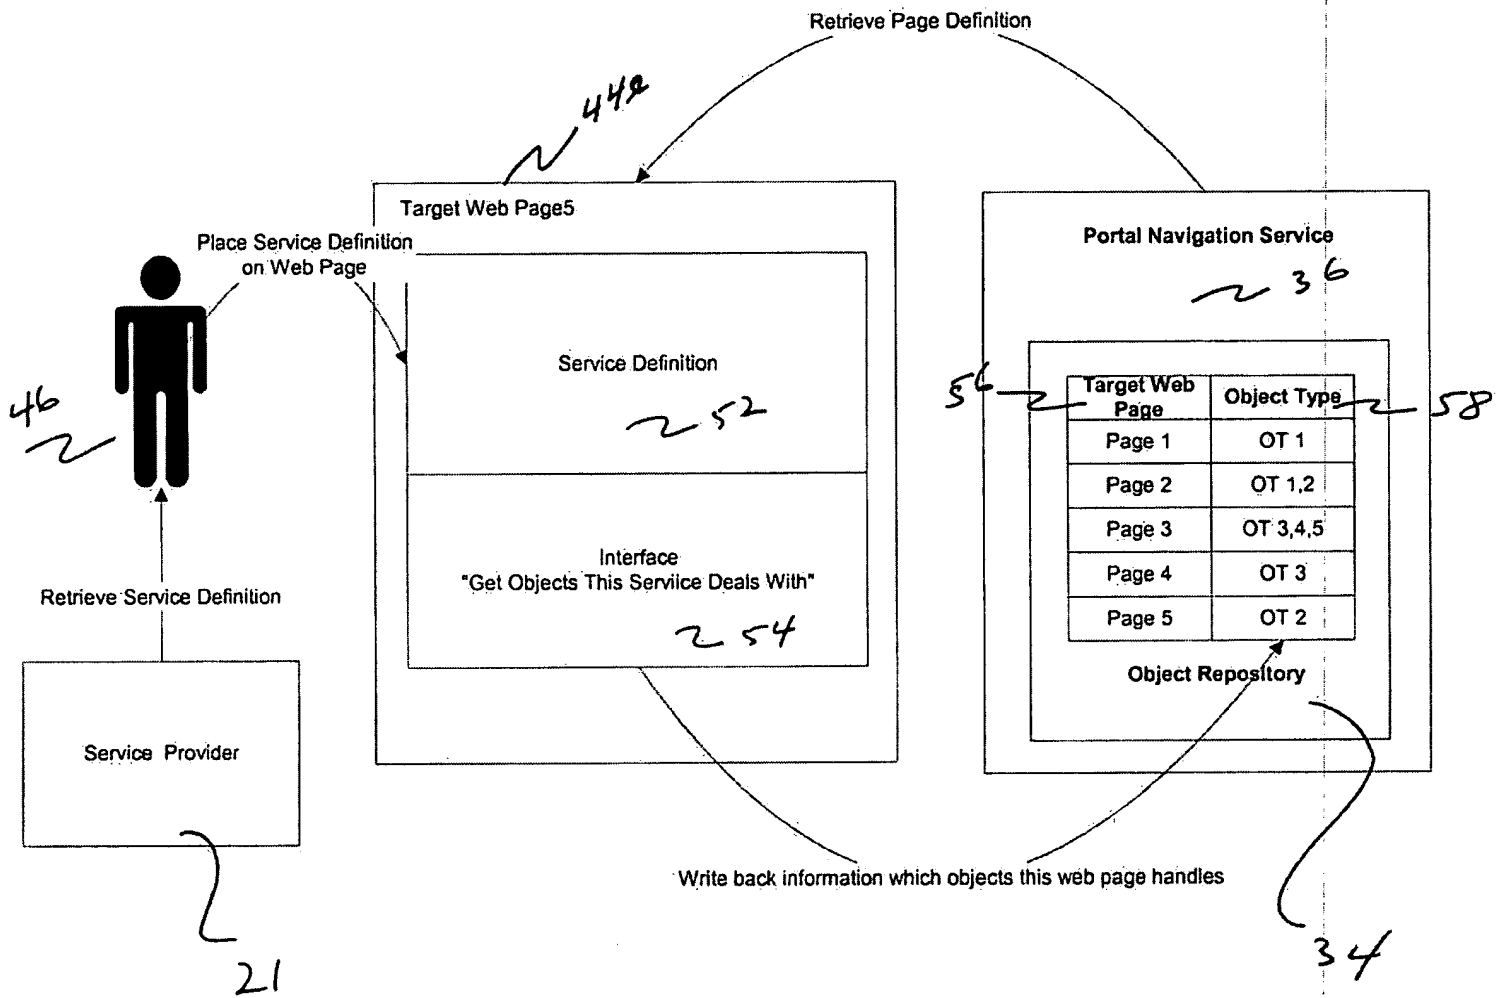 Retrieve Page Definition
44e
Target Web Page5
Place Service Definition
on Web Page
Portal Navigation Service
36
Service Definition
52
46
56
Target Web
Page
Object Type
58
Page 1
OT 1
Page 2
OT 1,2
Page 3
OT 3,4,5
Page 4
OT 3
Page 5
OT 2
Interface
"Get Objects This Serviice Deals With"
54
Retrieve Service Definition
Object Repository
Service Provider
Write back information which objects this web page handles
21
34